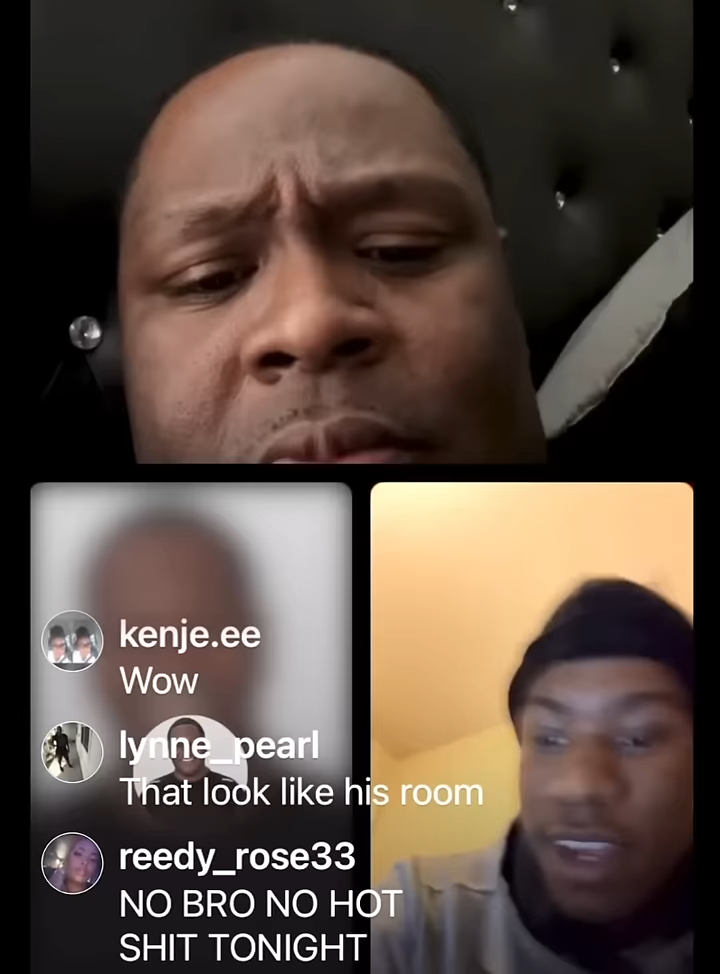 kenje.ee
Wow
lynne_pearl
That look like his room
reedy_rose33
NO BRO NO HOT
SHIT TONIGHT